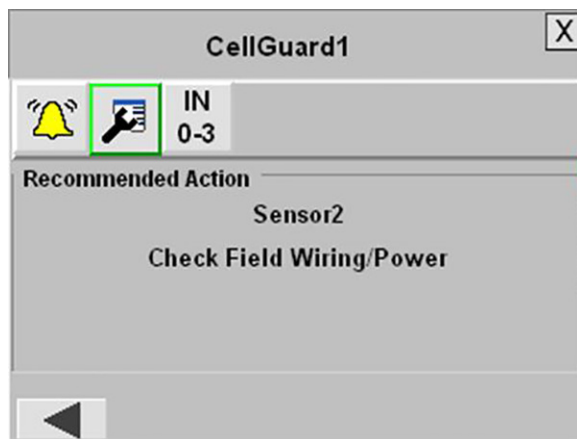 CellGuard1
X
IN
0-3
Recommended Action
Sensor2
Check Field Wiring/Power